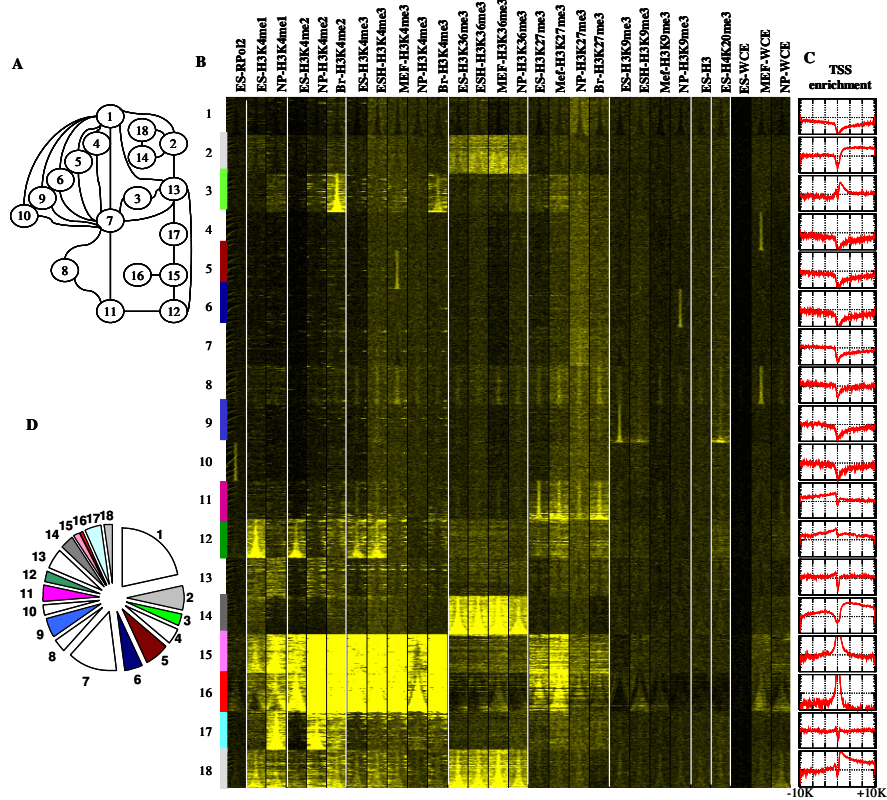 A
B
C
ES-RPol2
ES-H3K4me1
NP-H3K4me1
ES-H3K4me2
NP-H3K4me2
Br-H3K4me2
ES-H3K4me3
ESH-H3K4me3
MEF-H3K4me3
NP-H3K4me3
Br-H3K4me3
ES-H3K36me3
ESH-H3K36me3
MEF-H3K36me3
NP-H3K36me3
ES-H3K27me3
Mef-H3K27me3
NP-H3K27me3
Br-H3K27me3
ES-H3K9me3
ESH-H3K9me3
Mef-H3K9me3
NP-H3K9me3
ES-H3
ES-H4K20me3
ES-WCE
MEF-WCE
NP-WCE
TSS
enrichment
1
18
2
4
14
5
6
13
9
3
10
7
17
8
16
15
11
12
1
2
3
4
5
6
7
8
9
10
11
12
13
14
15
16
17
18
D
1
2
3
4
5
6
7
8
9
10
11
12
13
14
15
16
17
18
-10K
+10K